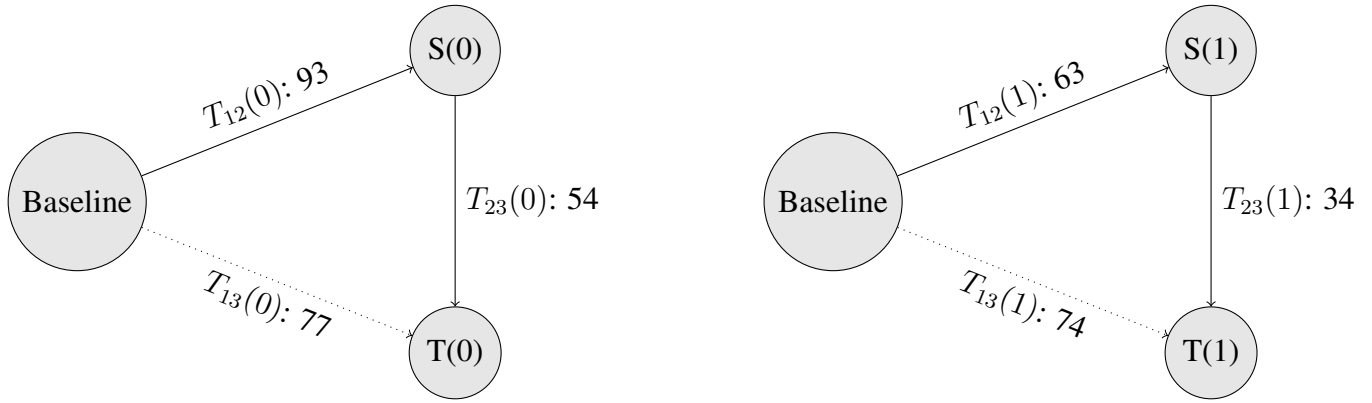 S(0)
T₁₂(0): 93
Baseline
T₂₃(0): 54
T₁₃(0): 77
T(0)
S(1)
T₁₂(1): 63
Baseline
T₂₃(1): 34
T₁₃(1): 74
T(1)